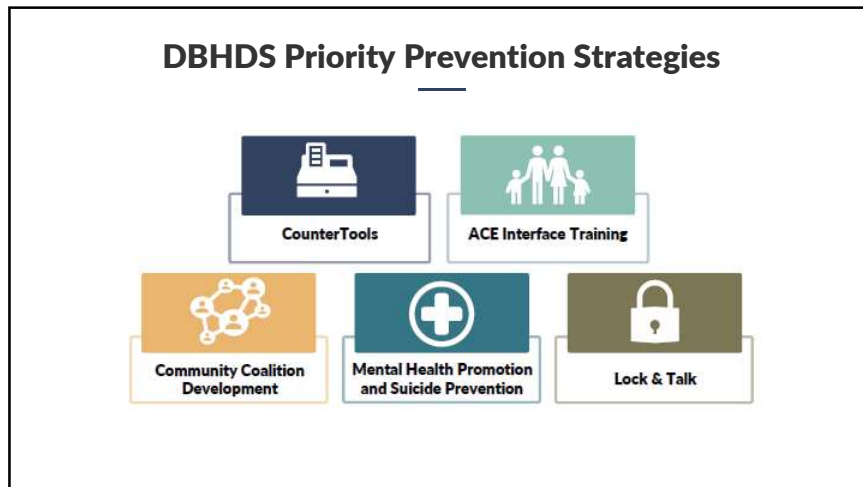 DBHDS Priority Prevention Strategies
CounterTools
ACE Interface Training
Community Coalition
Development
Mental Health Promotion
and Suicide Prevention
Lock & Talk